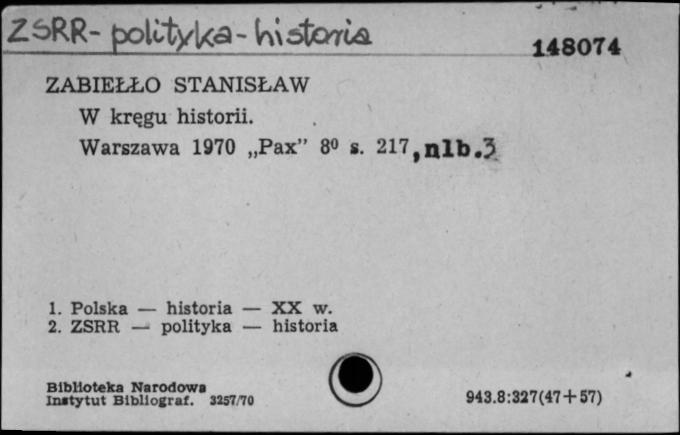 ZSRR- polityka - historia
148074
ZABIEŁŁO STANISŁAW
W kręgu historii.
Warszawa 1970 „Pax” 8⁰ s. 217, nlb.3
1. Polska — historia — XX w.
2. ZSRR — polityka — historia
Biblioteka Narodowa
Instytut Bibliograf. 3257/70
943.8:327(47+57)